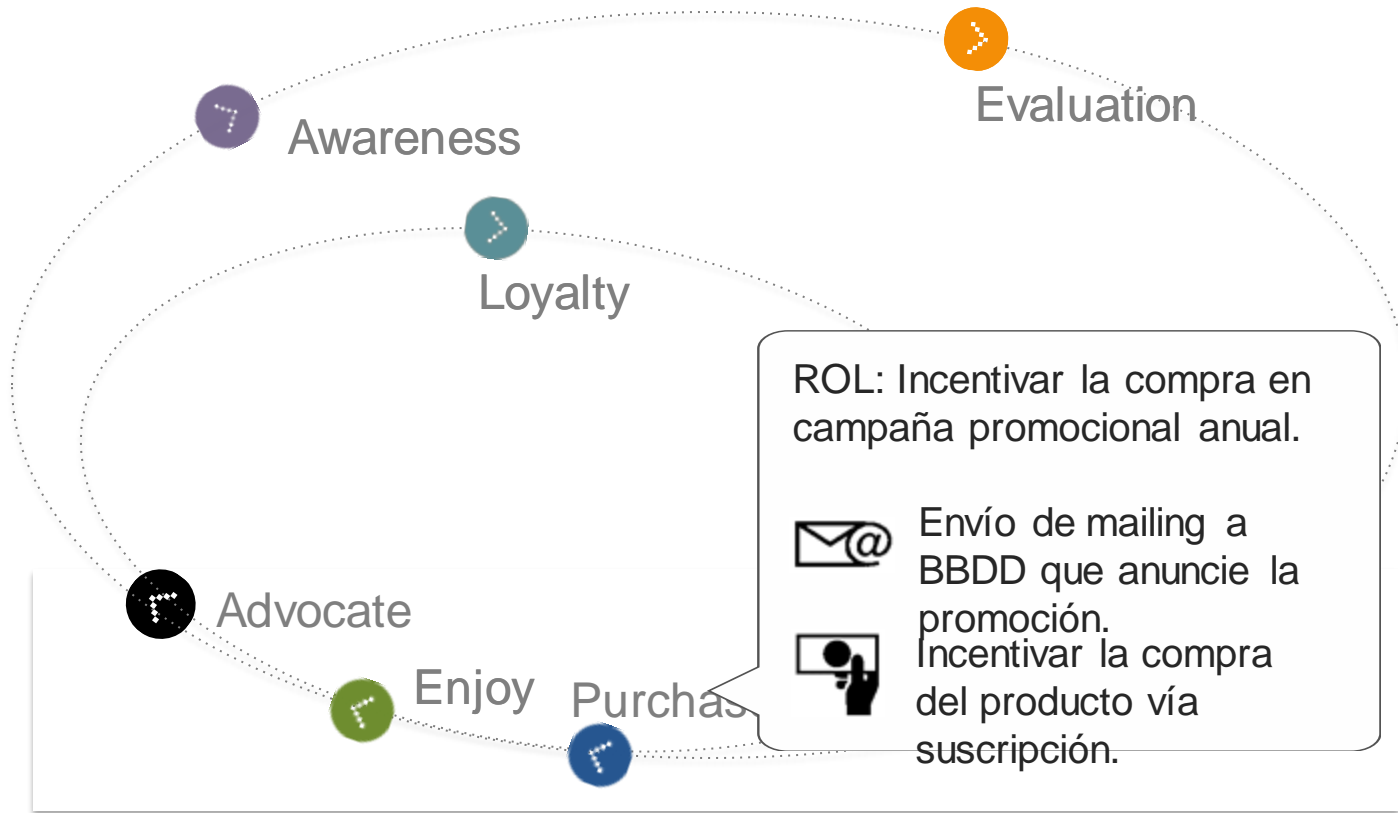 Evaluation
Awareness
Loyalty
ROL: Incentivar la compra en
campaña promocional anual.
Envío de mailing a
BBDD que anuncie la
promoción.
Incentivar la compra
del producto vía
suscripción.
Advocate
Enjoy
Purchas